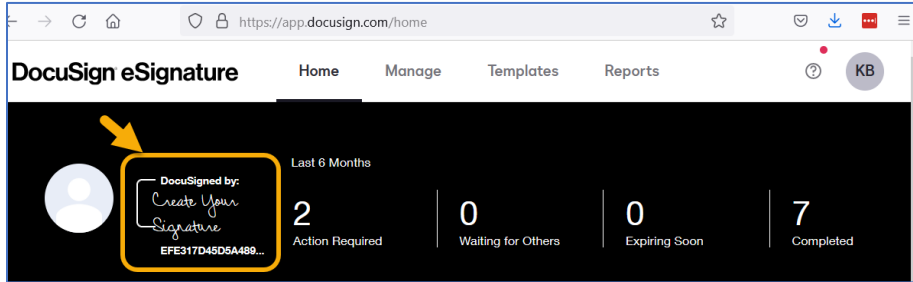 https://app.docusign.com/home
DocuSign eSignature
Home
Manage
Templates
Reports
KB
DocuSigned by:
Create Your
Signature
EFE317D45D5A489...
Last 6 Months
2
Action Required
0
Waiting for Others
0
Expiring Soon
7
Completed